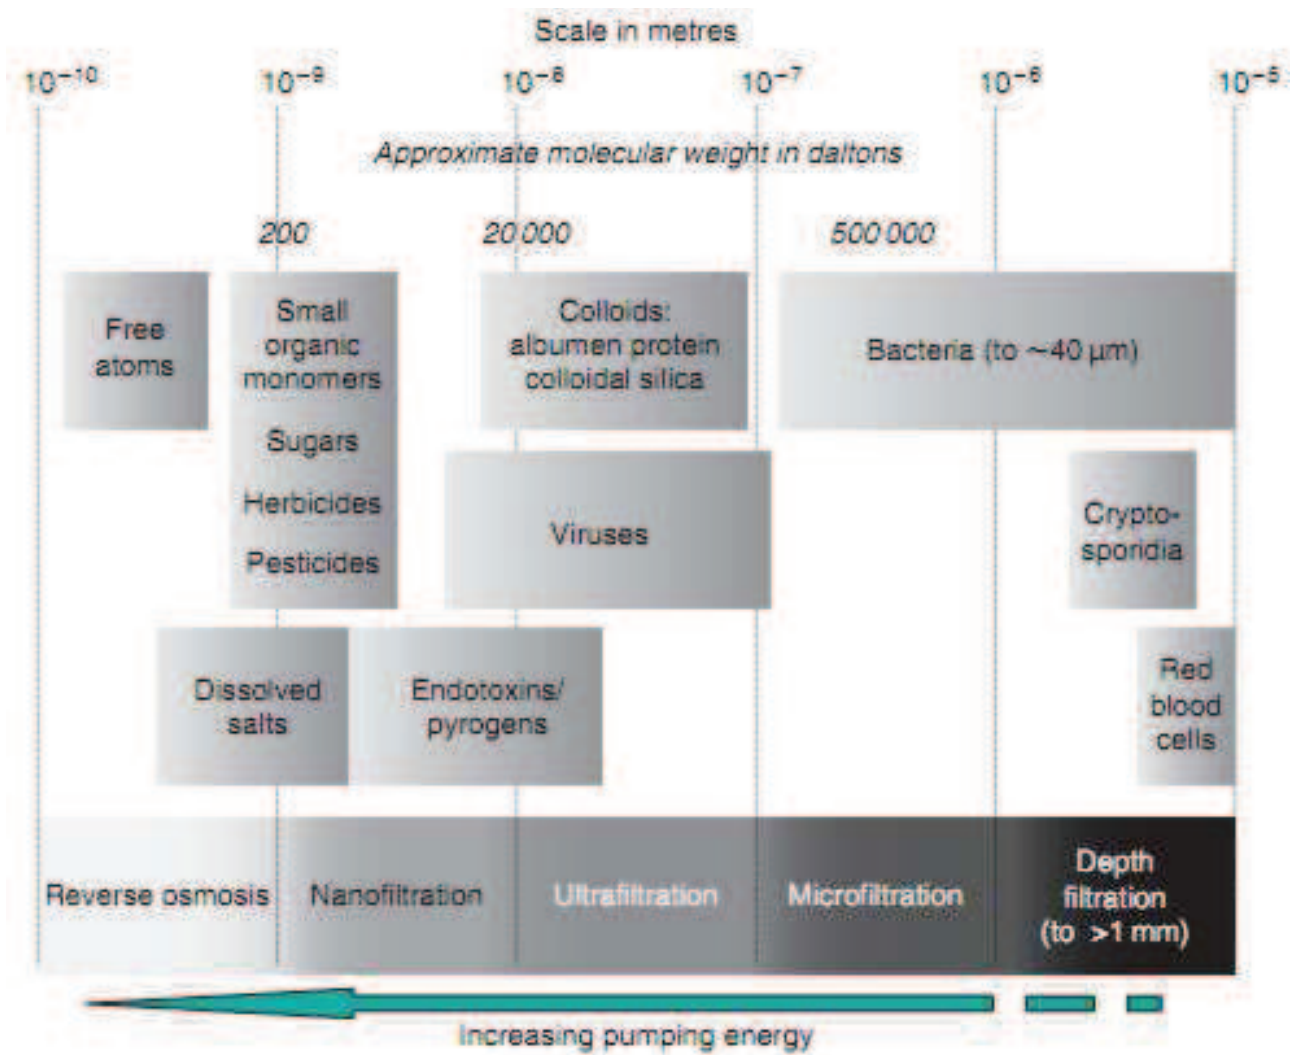 Scale in metres
10⁻¹⁰ 10⁻⁹ 10⁻⁸ 10⁻⁷ 10⁻⁶ 10⁻⁵
Approximate molecular weight in daltons
200 20 000 500 000
Free
atoms
Small
organic
monomers
Sugars
Herbicides
Pesticides
Colloids:
albumen protein
colloidal silica
Bacteria (to ~40 µm)
Viruses
Crypto-
sporidia
Dissolved
salts
Endotoxins/
pyrogens
Red
blood
cells
Reverse osmosis
Nanofiltration
Ultrafiltration
Microfiltration
Depth
filtration
(to >1 mm)
Increasing pumping energy